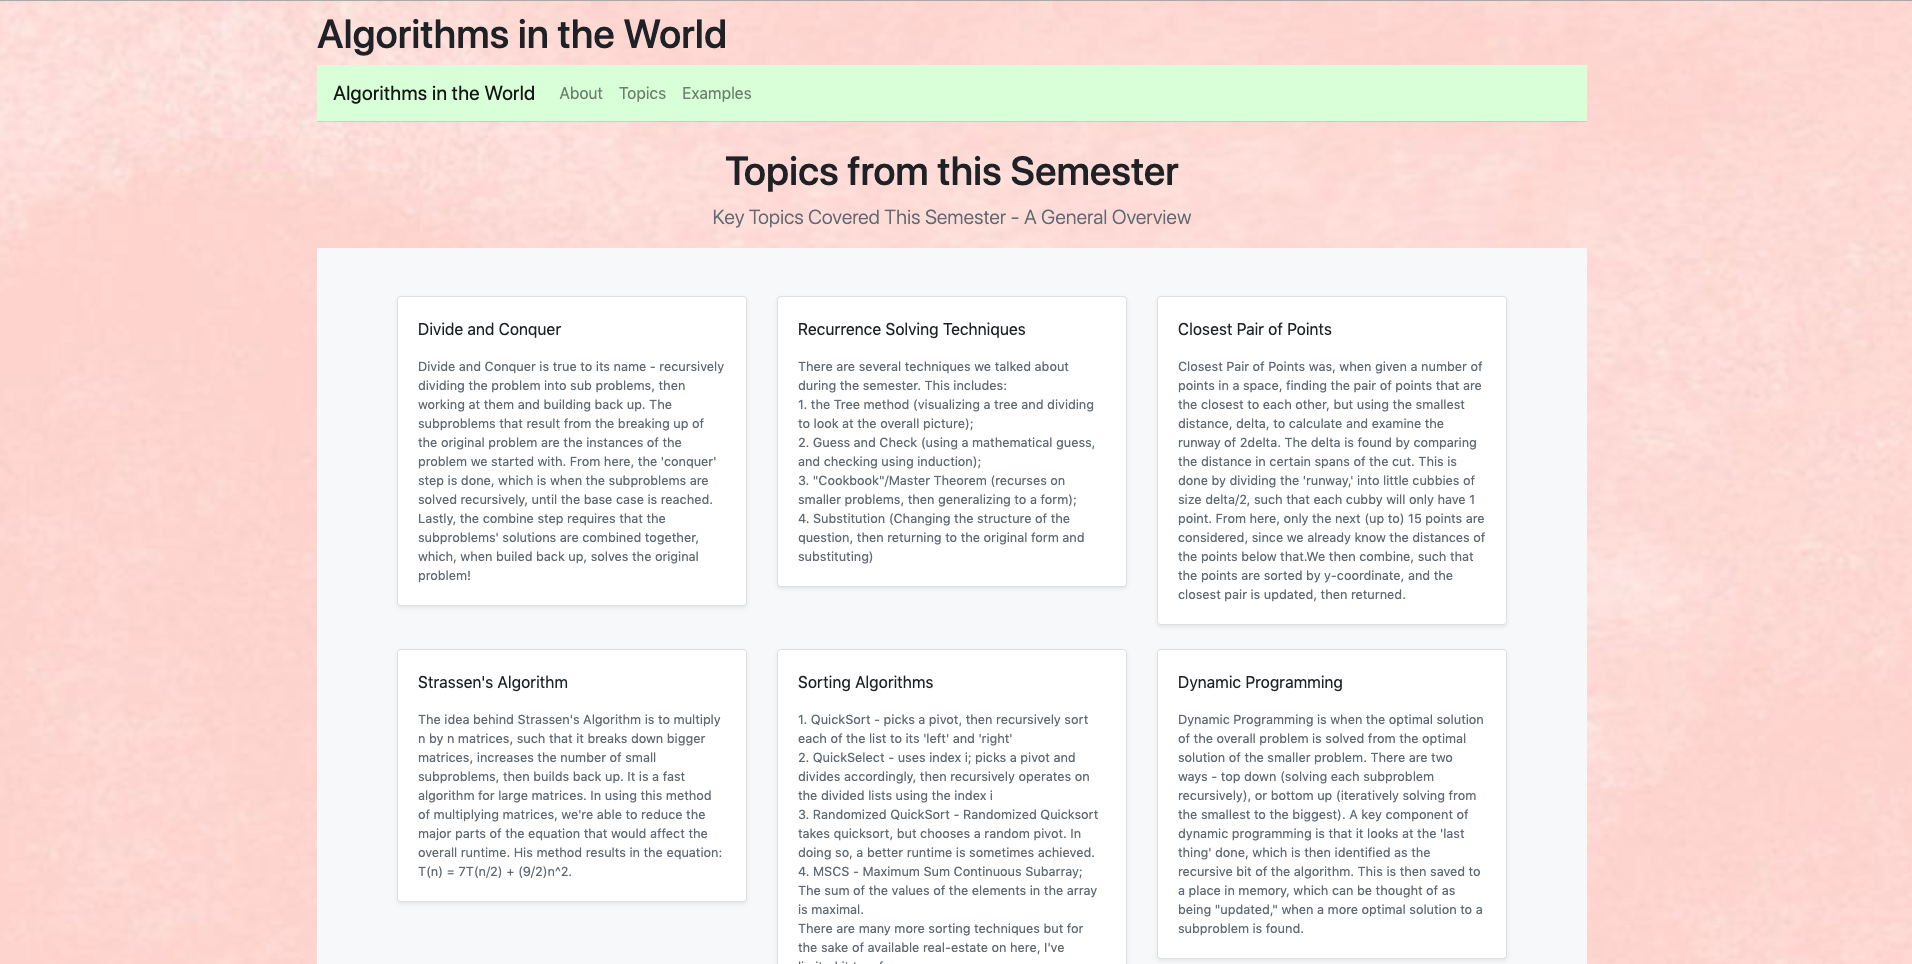 Algorithms in the World
Algorithms in the World About Topics Examples
Topics from this Semester
Key Topics Covered This Semester - A General Overview
Divide and Conquer
Divide and Conquer is true to its name - recursively
dividing the problem into sub problems, then
working at them and building back up. The
subproblems that result from the breaking up of
the original problem are the instances of the
problem we started with. From here, the 'conquer'
step is done, which is when the subproblems are
solved recursively, until the base case is reached.
Lastly, the combine step requires that the
subproblems' solutions are combined together,
which, when builed back up, solves the original
problem!
Recurrence Solving Techniques
There are several techniques we talked about
during the semester. This includes:
1. the Tree method (visualizing a tree and dividing
to look at the overall picture);
2. Guess and Check (using a mathematical guess,
and checking using induction);
3. "Cookbook"/Master Theorem (recurses on
smaller problems, then generalizing to a form);
4. Substitution (Changing the structure of the
question, then returning to the original form and
substituting)
Closest Pair of Points
Closest Pair of Points was, when given a number of
points in a space, finding the pair of points that are
the closest to each other, but using the smallest
distance, delta, to calculate and examine the
runway of 2delta. The delta is found by comparing
the distance in certain spans of the cut. This is
done by dividing the 'runway,' into little cubbies of
size delta/2, such that each cubby will only have 1
point. From here, only the next (up to) 15 points are
considered, since we already know the distances of
the points below that.We then combine, such that
the points are sorted by y-coordinate, and the
closest pair is updated, then returned.
Strassen's Algorithm
The idea behind Strassen's Algorithm is to multiply
n by n matrices, such that it breaks down bigger
matrices, increases the number of small
subproblems, then builds back up. It is a fast
algorithm for large matrices. In using this method
of multiplying matrices, we're able to reduce the
major parts of the equation that would affect the
overall runtime. His method results in the equation:
T(n) = 7T(n/2) + (9/2)n^2.
Sorting Algorithms
1. QuickSort - picks a pivot, then recursively sort
each of the list to its 'left' and 'right'
2. QuickSelect - uses index i; picks a pivot and
divides accordingly, then recursively operates on
the divided lists using the index i
3. Randomized QuickSort - Randomized Quicksort
takes quicksort, but chooses a random pivot. In
doing so, a better runtime is sometimes achieved.
4. MSCS - Maximum Sum Continuous Subarray;
The sum of the values of the elements in the array
is maximal.
There are many more sorting techniques but for
the sake of available real-estate on here, I've
Dynamic Programming
Dynamic Programming is when the optimal solution
of the overall problem is solved from the optimal
solution of the smaller problem. There are two
ways - top down (solving each subproblem
recursively), or bottom up (iteratively solving from
the smallest to the biggest). A key component of
dynamic programming is that it looks at the 'last
thing' done, which is then identified as the
recursive bit of the algorithm. This is then saved to
a place in memory, which can be thought of as
being "updated," when a more optimal solution to a
subproblem is found.